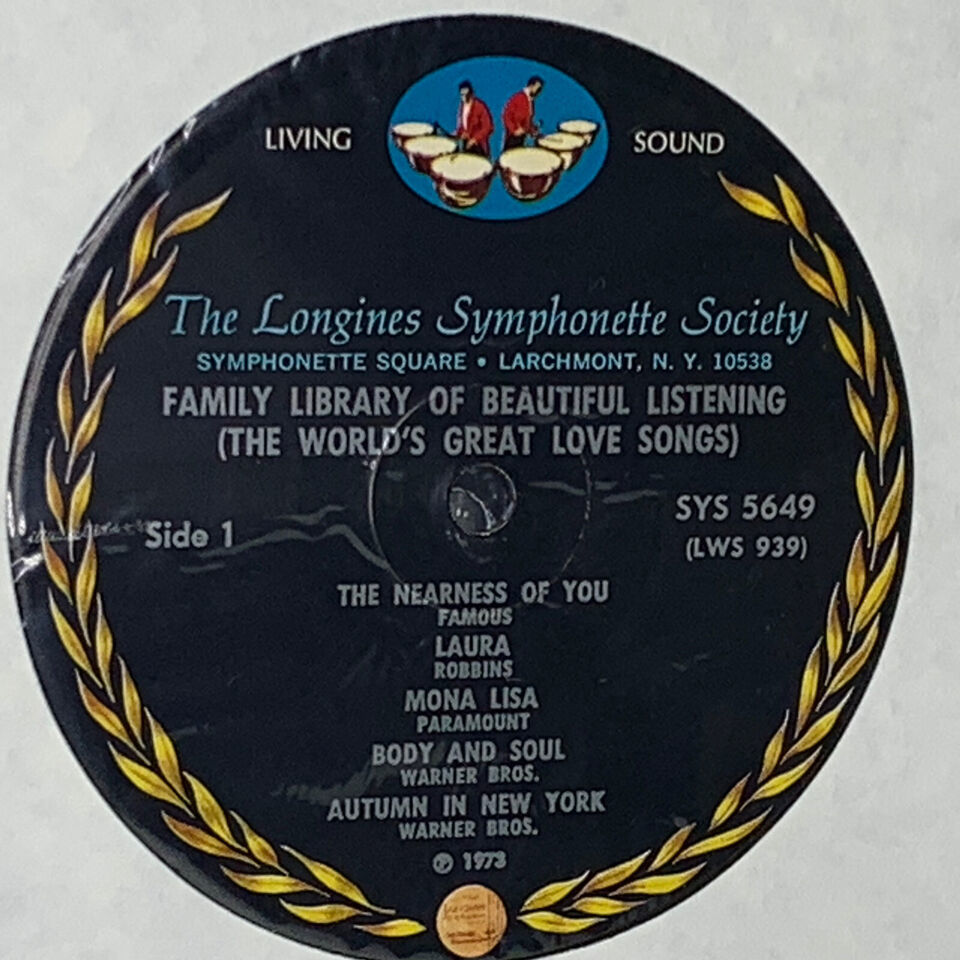 LIVING SOUND
The Longines Symphonette Society
SYMPHONETTE SQUARE • LARCHMONT, N. Y. 10538
FAMILY LIBRARY OF BEAUTIFUL LISTENING
(THE WORLD'S GREAT LOVE SONGS)
Side 1
SYS 5649
(LWS 939)
THE NEARNESS OF YOU
FAMOUS
LAURA
ROBBINS
MONA LISA
PARAMOUNT
BODY AND SOUL
WARNER BROS.
AUTUMN IN NEW YORK
WARNER BROS.
℗ 1973